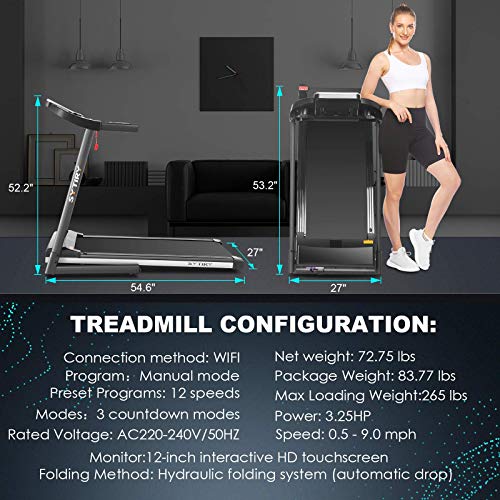 52.2"
SYTIRY
SYTIRY
27"
54.6"
53.2"
27"
TREADMILL CONFIGURATION:
Connection method: WIFI
Program： Manual mode
Preset Programs: 12 speeds
Modes: 3 countdown modes
Rated Voltage: AC220-240V/50HZ
Net weight: 72.75 lbs
Package Weight: 83.77 lbs
Max Loading Weight:265 lbs
Power: 3.25HP
Speed: 0.5 - 9.0 mph
Monitor:12-inch interactive HD touchscreen
Folding Method: Hydraulic folding system (automatic drop)